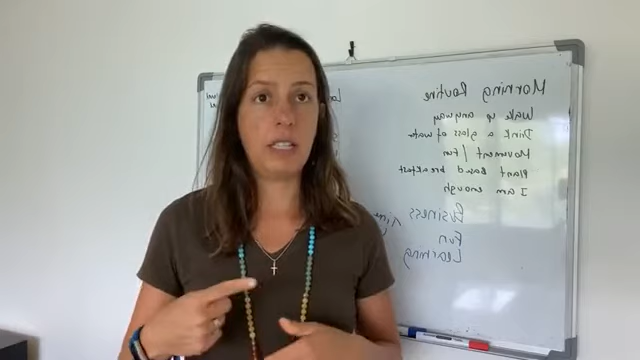 Morning Routine
Wake up anyway
Drink a glass of water
Movement / Fun
Plant Based breakfast
I am enough
Business
Fun
Learning